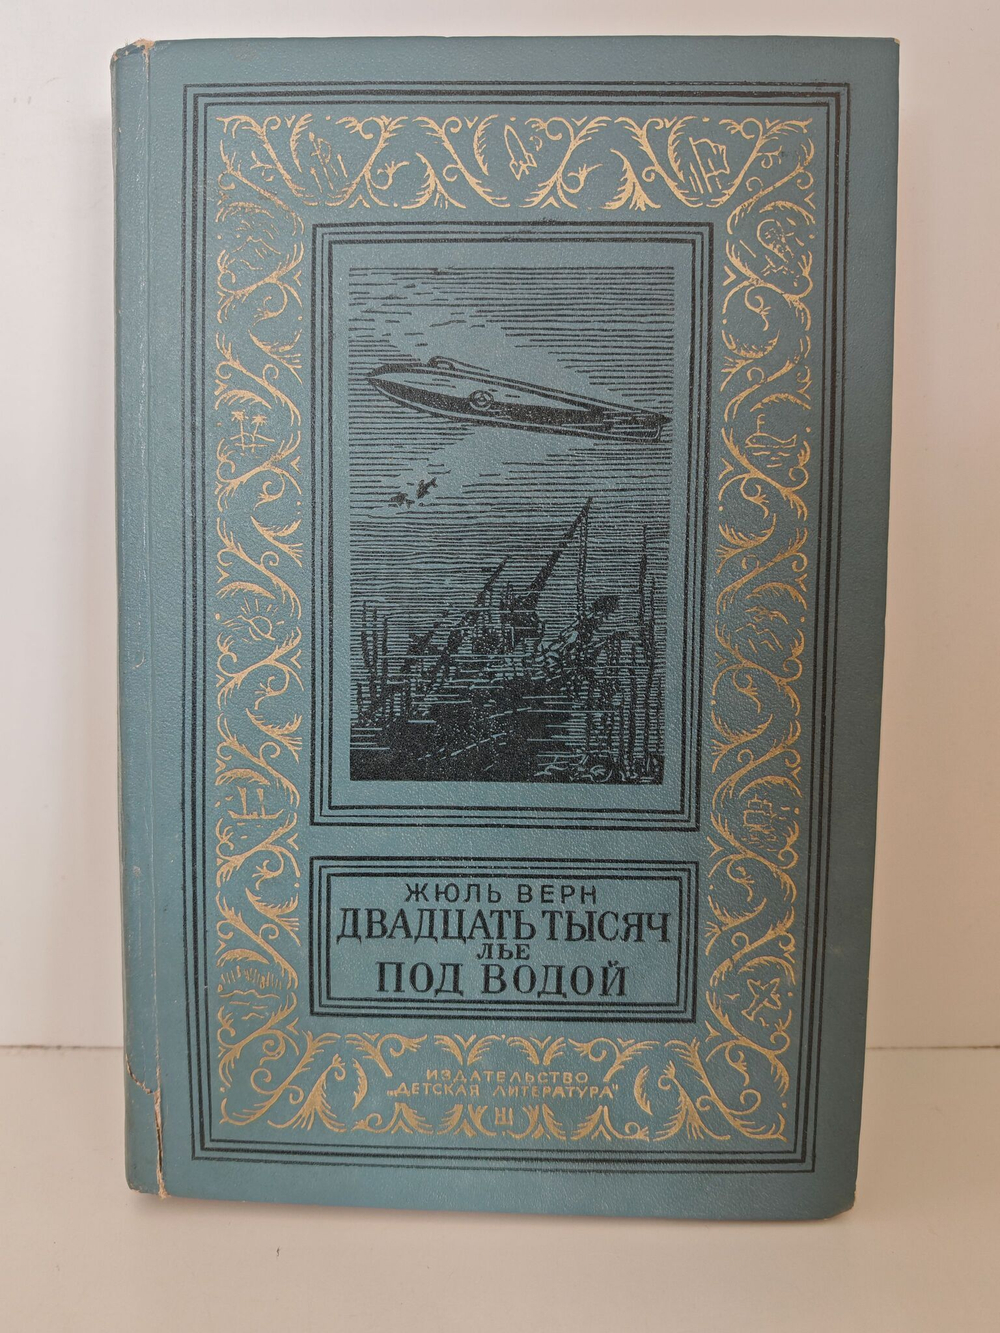 ЖЮЛЬ ВЕРН
ДВАДЦАТЬ ТЫСЯЧ
ЛЬЕ
ПОД ВОДОЙ
ИЗДАТЕЛЬСТВО
„ДЕТСКАЯ ЛИТЕРАТУРА"